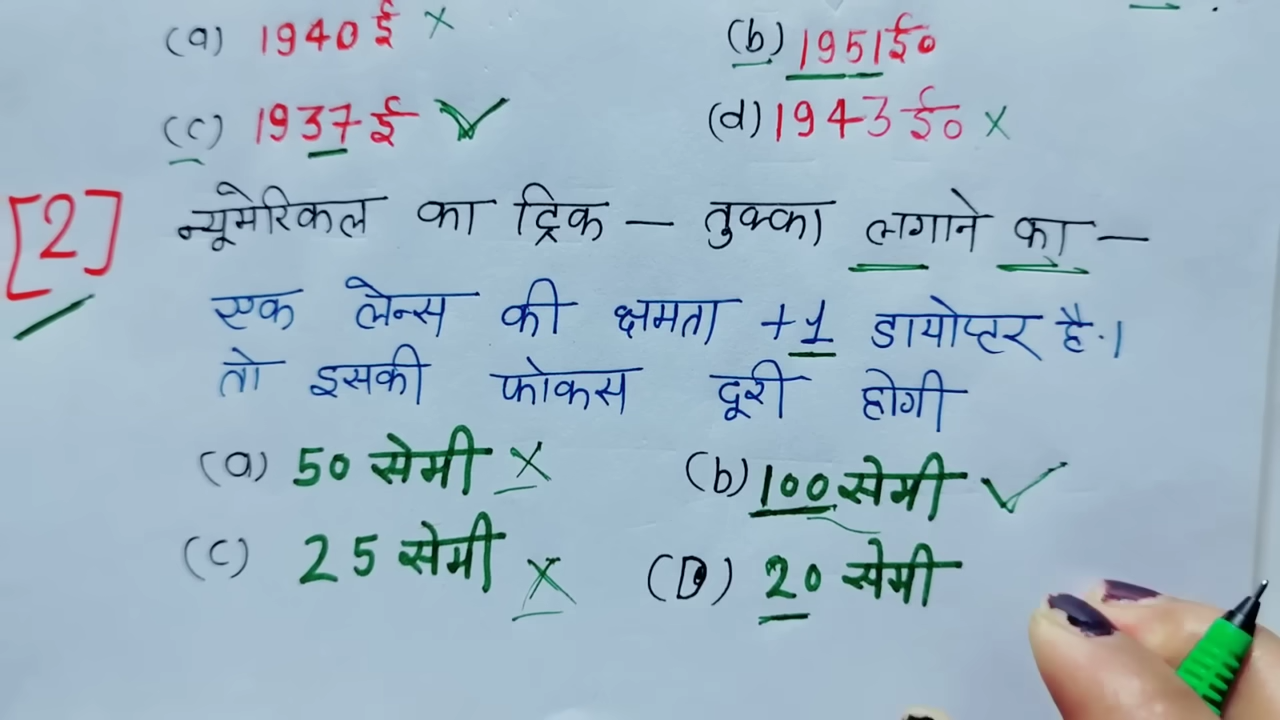 (a) 1940 ई × (b) 1951 ई०
(c) 1937 ई ✓ (d) 1943 ई० ×
[2] न्यूमेरिकल का ट्रिक — तुक्का लगाने का —
एक लेन्स की क्षमता +1 डायोप्टर है।
तो इसकी फोकस दूरी होगी
(a) 50 सेमी × (b) 100 सेमी ✓
(c) 25 सेमी × (D) 20 सेमी